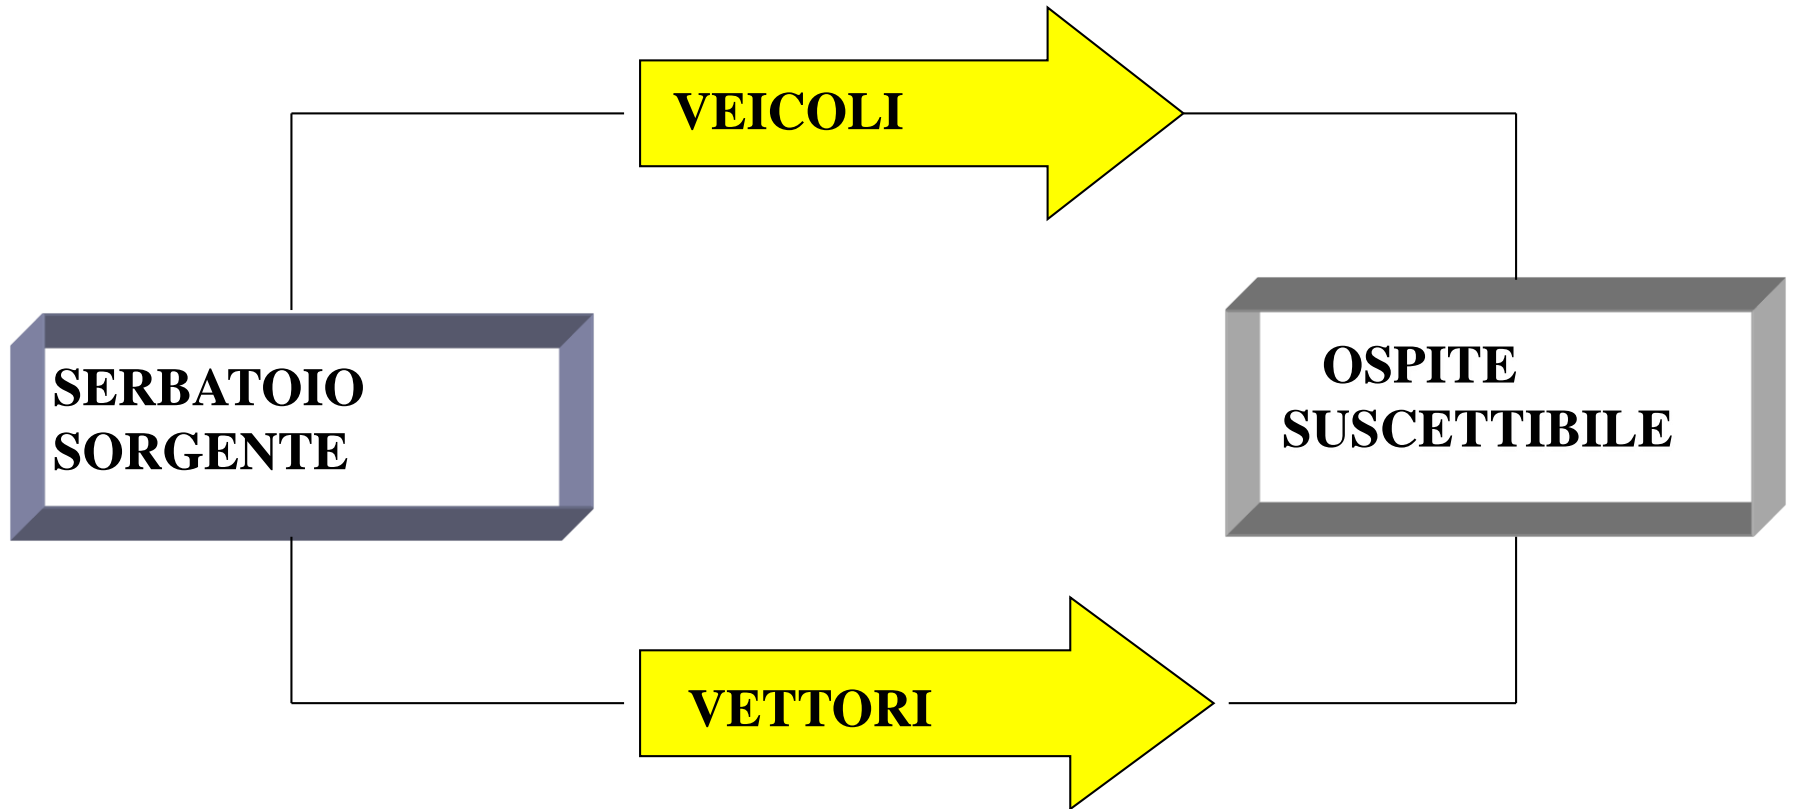 VEICOLI
SERBATOIO
SORGENTE
OSPITE
SUSCETTIBILE
VETTORI